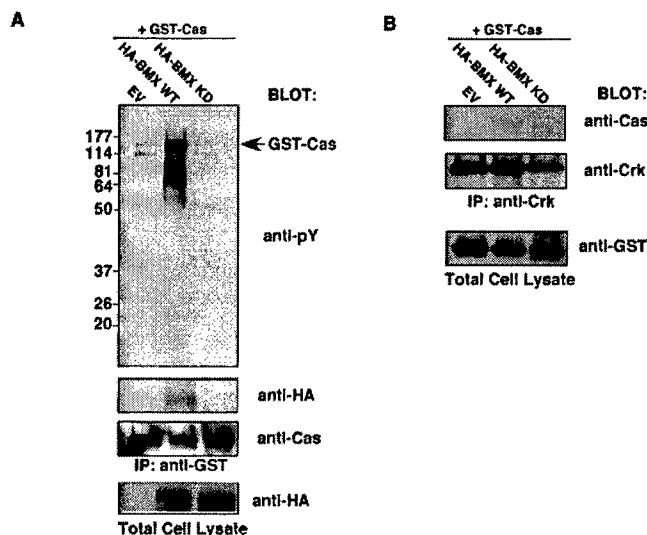 A
+ GST-Cas
EV
HA-BMX WT
HA-BMX KD
BLOT:
177
114
81
64
50
37
26
20
GST-Cas
anti-pY
anti-HA
anti-Cas
IP: anti-GST
anti-HA
Total Cell Lysate
B
+ GST-Cas
EV
HA-BMX WT
HA-BMX KD
BLOT:
anti-Cas
anti-Crk
IP: anti-Crk
anti-GST
Total Cell Lysate